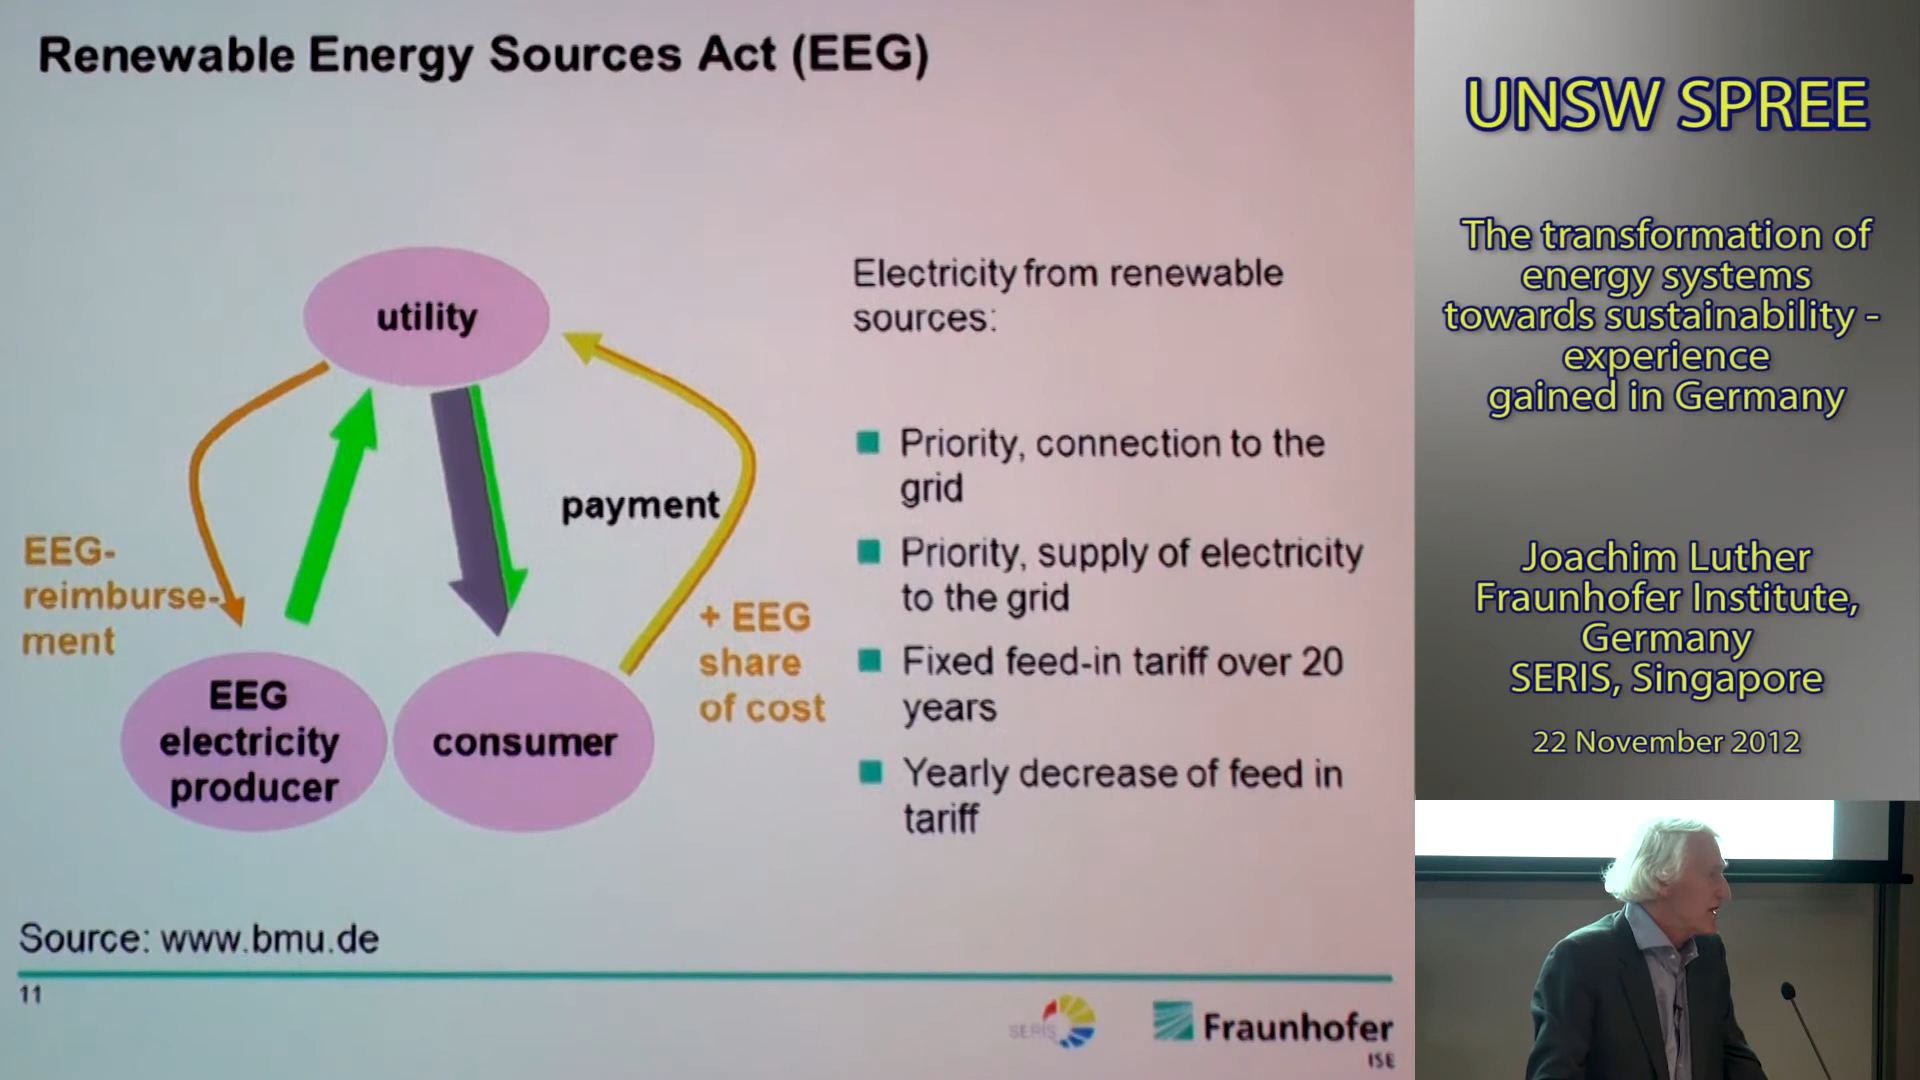 Renewable Energy Sources Act (EEG)
utility
payment
EEG-
reimburse-
ment
+ EEG
share
of cost
EEG
electricity
producer
consumer
Electricity from renewable
sources:
Priority, connection to the
grid
Priority, supply of electricity
to the grid
Fixed feed-in tariff over 20
years
Yearly decrease of feed in
tariff
Source: www.bmu.de
11
SERIS
Fraunhofer
ISE
UNSW SPREE
The transformation of
energy systems
towards sustainability -
experience
gained in Germany
Joachim Luther
Fraunhofer Institute,
Germany
SERIS, Singapore
22 November 2012